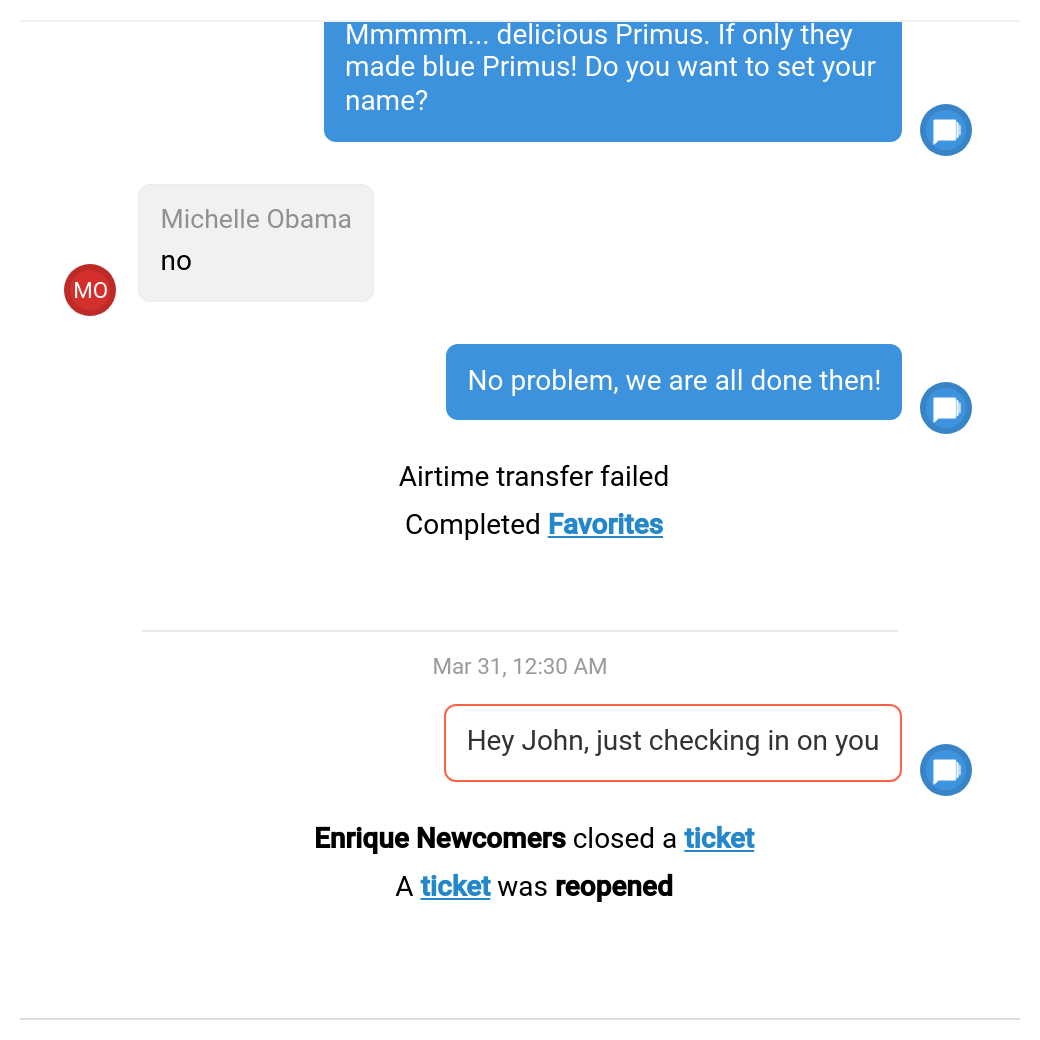 Mmmmm... delicious Primus. If only they
made blue Primus! Do you want to set your
name?
Michelle Obama
no
MO
No problem, we are all done then!
Airtime transfer failed
Completed Favorites
Mar 31, 12:30 AM
Hey John, just checking in on you
Enrique Newcomers closed a ticket
A ticket was reopened